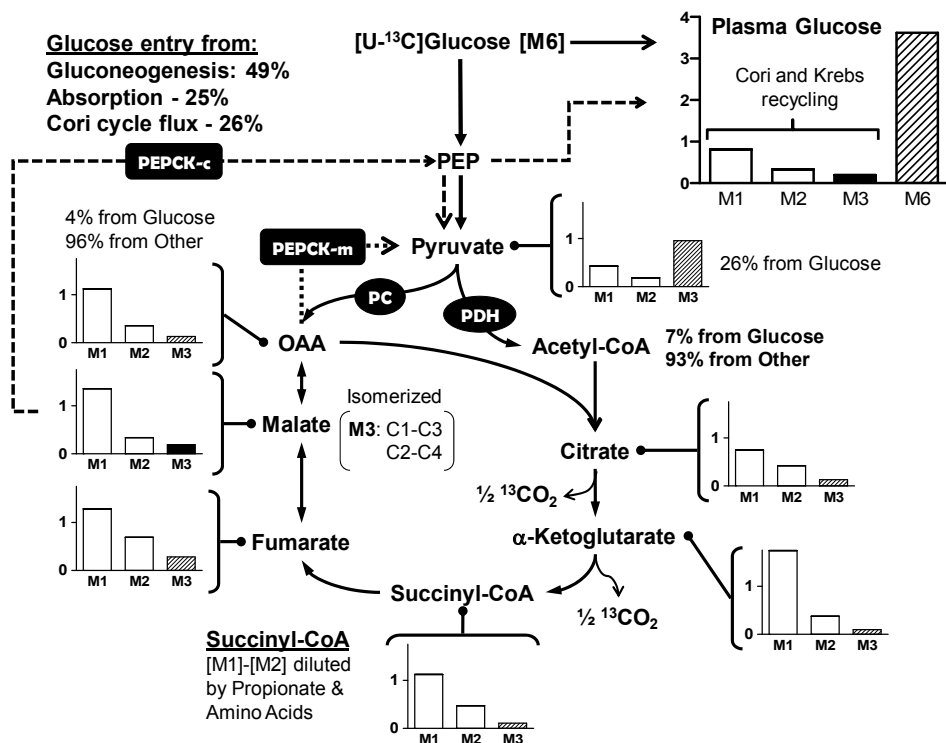 Glucose entry from:
Gluconeogenesis: 49%
Absorption - 25%
Cori cycle flux - 26%
[U-¹³C]Glucose [M6]
Plasma Glucose
Cori and Krebs
recycling
4
3
2
1
0
M1 M2 M3 M6
PEPCK-c
PEP
4% from Glucose
96% from Other
PEPCK-m
Pyruvate
1
0
M1 M2 M3
26% from Glucose
1
0
M1 M2 M3
PC
PDH
OAA
Acetyl-CoA
7% from Glucose
93% from Other
1
0
M1 M2 M3
Malate
Isomerized
M3: C1-C3
C2-C4
Citrate
1
0
M1 M2 M3
½ ¹³CO₂
1
0
M1 M2 M3
Fumarate
α-Ketoglutarate
1
0
M1 M2 M3
Succinyl-CoA
½ ¹³CO₂
Succinyl-CoA
[M1]-[M2] diluted
by Propionate &
Amino Acids
1
0
M1 M2 M3